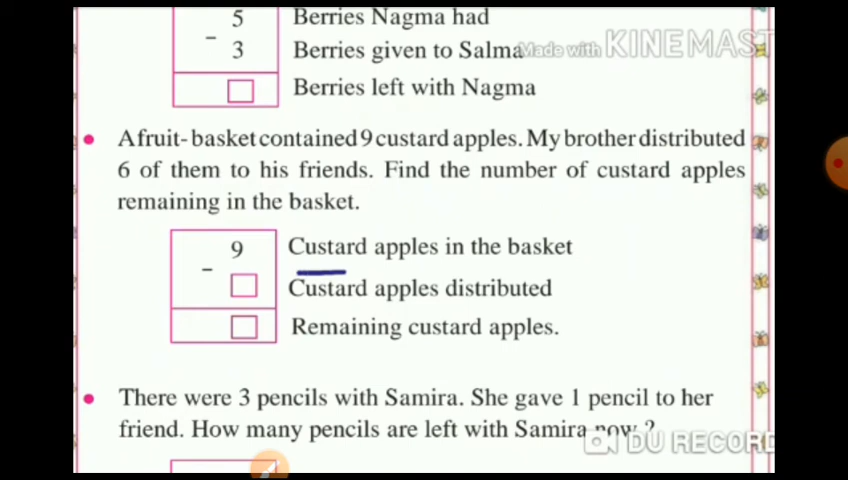 5 Berries Nagma had
- 3 Berries given to Salma
Made with KINEMAST
Berries left with Nagma
• A fruit- basket contained 9 custard apples. My brother distributed
6 of them to his friends. Find the number of custard apples
remaining in the basket.
9 Custard apples in the basket
- Custard apples distributed
Remaining custard apples.
• There were 3 pencils with Samira. She gave 1 pencil to her
friend. How many pencils are left with Samira now ?
DU RECORD